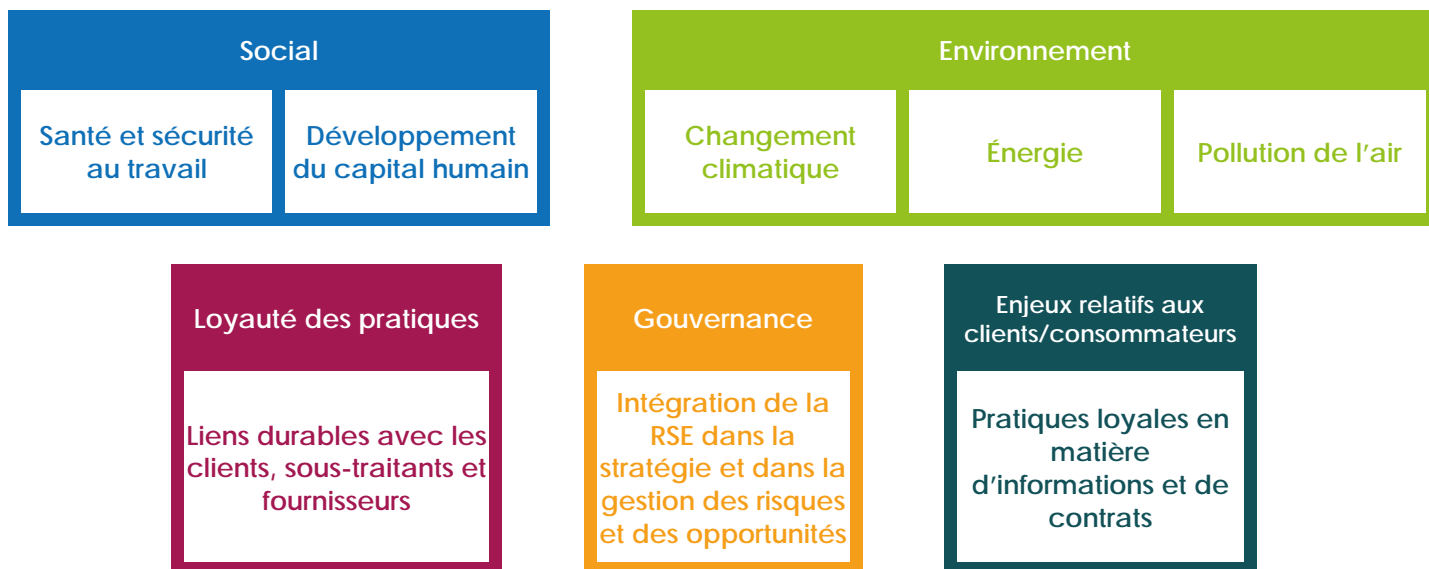 Social
Santé et sécurité
au travail
Développement
du capital humain
Environnement
Changement
climatique
Énergie
Pollution de l'air
Loyauté des pratiques
Liens durables avec les
clients, sous-traitants et
fournisseurs
Gouvernance
Intégration de la
RSE dans la
stratégie et dans la
gestion des risques
et des opportunités
Enjeux relatifs aux
clients/consommateurs
Pratiques loyales en
matière
d'informations et de
contrats